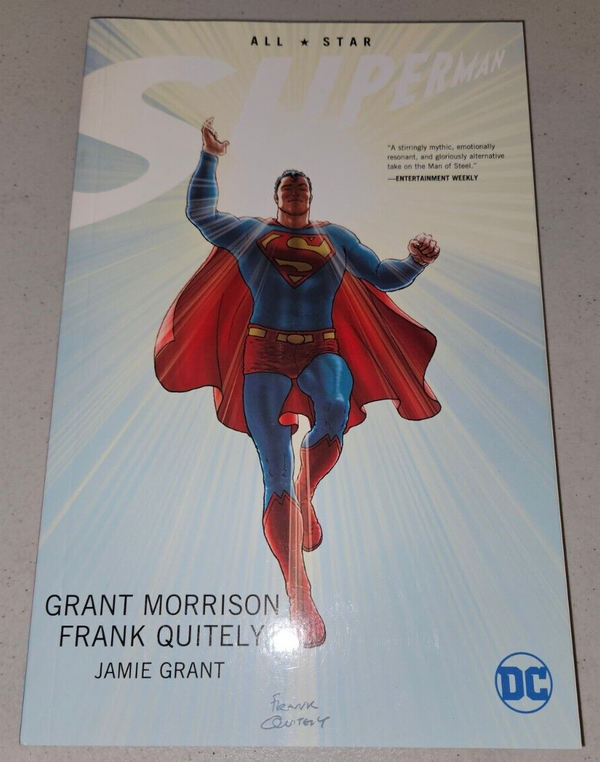 ALL ★ STAR
SUPERMAN
"A stirringly mythic, emotionally
resonant, and gloriously alternative
take on the Man of Steel."
—ENTERTAINMENT WEEKLY
S
GRANT MORRISON
FRANK QUITELY
JAMIE GRANT
DC
FRANK
QUITELY